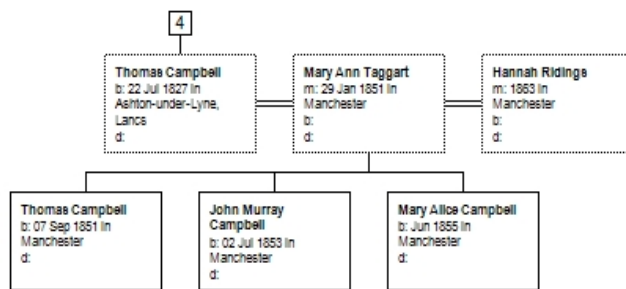 4
Thomas Campbell
b: 22 Jul 1827 in
Ashton-under-Lyne,
Lancs
d:
Mary Ann Taggart
m: 29 Jan 1851 in
Manchester
b:
d:
Hannah Ridings
m: 1863 in
Manchester
b:
d:
Thomas Campbell
b: 07 Sep 1851 in
Manchester
d:
John Murray
Campbell
b: 02 Jul 1853 in
Manchester
d:
Mary Alice Campbell
b: Jun 1855 in
Manchester
d: